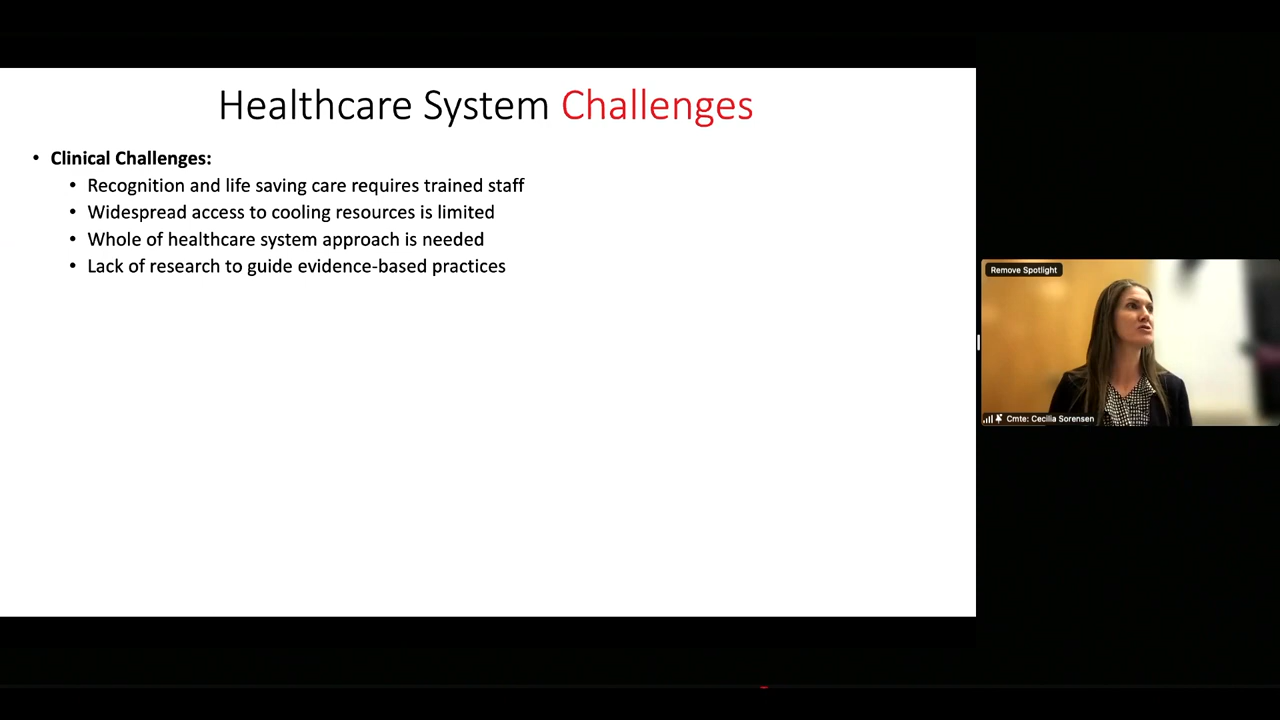 Healthcare System Challenges
• Clinical Challenges:
• Recognition and life saving care requires trained staff
• Widespread access to cooling resources is limited
• Whole of healthcare system approach is needed
• Lack of research to guide evidence-based practices
Remove Spotlight
Cmte: Cecilia Sorensen